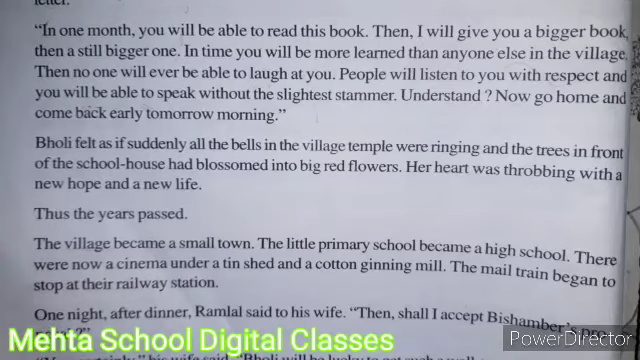 letter.
“In one month, you will be able to read this book. Then, I will give you a bigger book,
then a still bigger one. In time you will be more learned than anyone else in the village.
Then no one will ever be able to laugh at you. People will listen to you with respect and
you will be able to speak without the slightest stammer. Understand ? Now go home and
come back early tomorrow morning.”
Bholi felt as if suddenly all the bells in the village temple were ringing and the trees in front
of the school-house had blossomed into big red flowers. Her heart was throbbing with a
new hope and a new life.
Thus the years passed.
The village became a small town. The little primary school became a high school. There
were now a cinema under a tin shed and a cotton ginning mill. The mail train began to
stop at their railway station.
One night, after dinner, Ramlal said to his wife. “Then, shall I accept Bishamber’s
Mehta School Digital Classes
PowerDirector